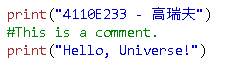 print("4110E233 - 高瑞夫")
#This is a comment.
print("Hello, Universe!")